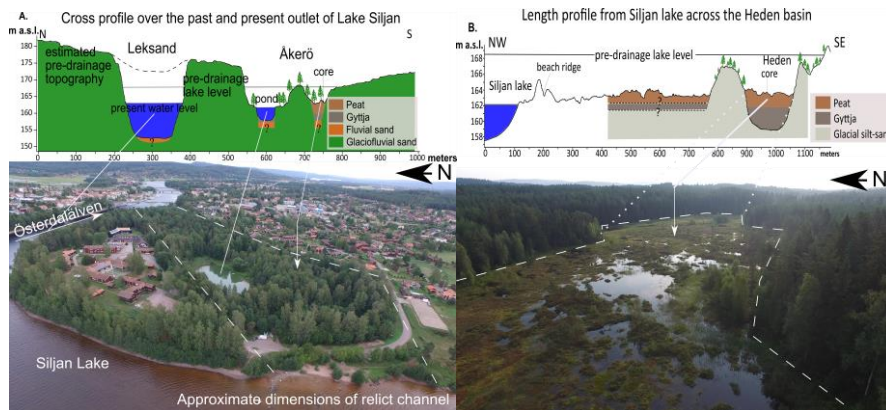 A.
Cross profile over the past and present outlet of Lake Siljan
m a.s.l. N
S
Leksand
Åkerö
estimated
pre-drainage
topography
pre-drainage
lake level
core
present water level
pond
?
?
?
Peat
Gyttja
Fluvial sand
Glaciofluvial sand
180
175
170
165
160
155
150
0 100 200 300 400 500 600 700 800 900 1000 meters
N
Österdalälven
Siljan Lake
Approximate dimensions of relict channel
B.
Length profile from Siljan lake across the Heden basin
m a.s.l. NW
SE
pre-drainage lake level
Heden
core
Siljan lake
beach ridge
?
?
Peat
Gyttja
Glacial silt-san
168
166
164
162
160
158
0 100 200 300 400 500 600 700 800 900 1000 1100 meters
N